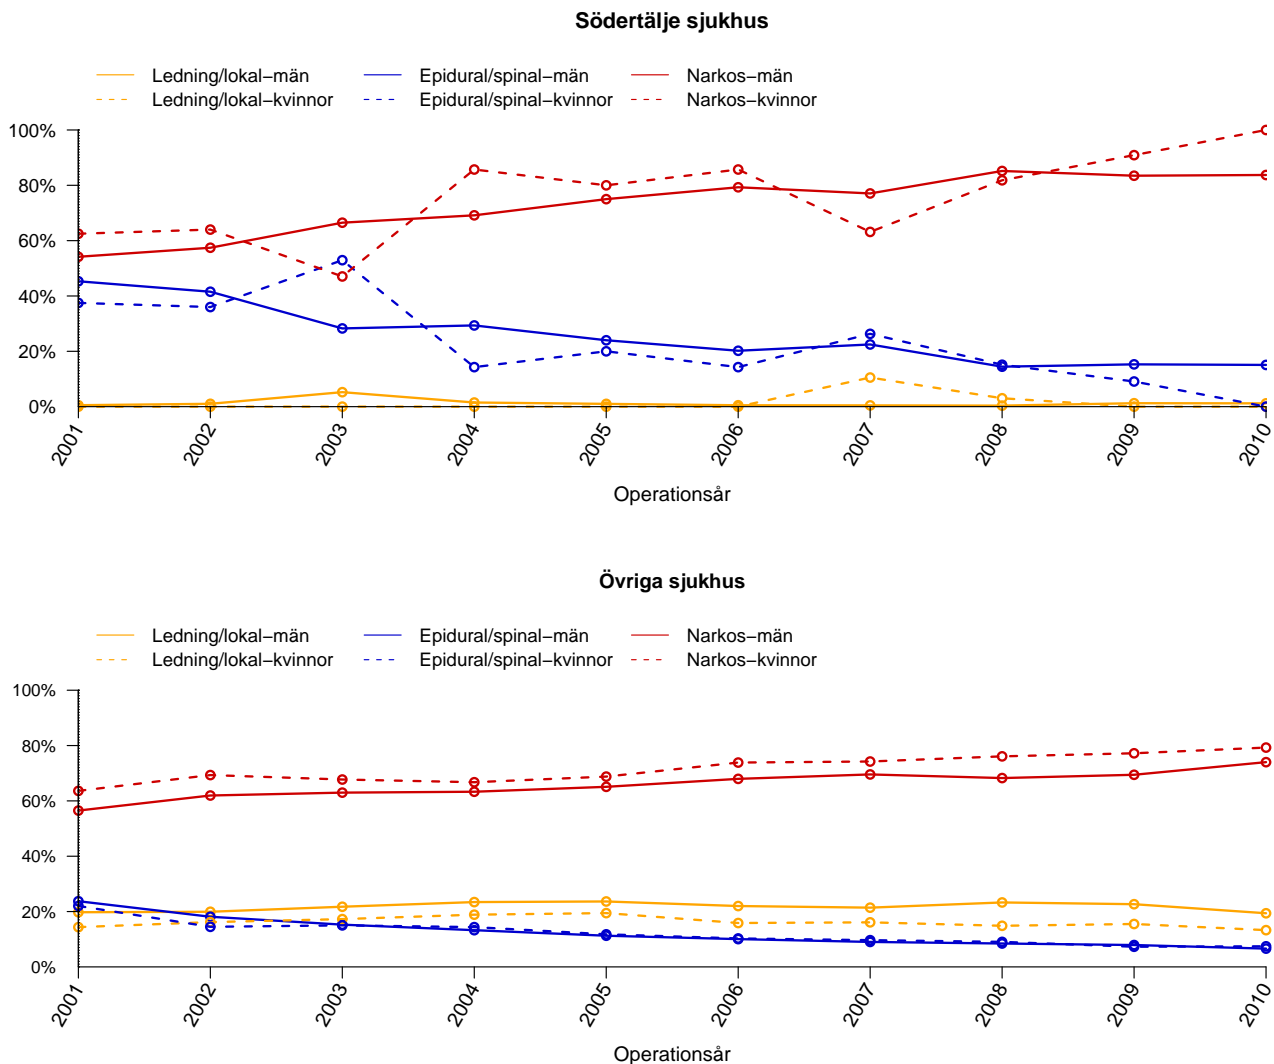 Södertälje sjukhus
Ledning/lokal−män Epidural/spinal−män Narkos−män
Ledning/lokal−kvinnor Epidural/spinal−kvinnor Narkos−kvinnor
100%
80%
60%
40%
20%
0%
2001 2002 2003 2004 2005 2006 2007 2008 2009 2010
Operationsår
Övriga sjukhus
Ledning/lokal−män Epidural/spinal−män Narkos−män
Ledning/lokal−kvinnor Epidural/spinal−kvinnor Narkos−kvinnor
100%
80%
60%
40%
20%
0%
2001 2002 2003 2004 2005 2006 2007 2008 2009 2010
Operationsår